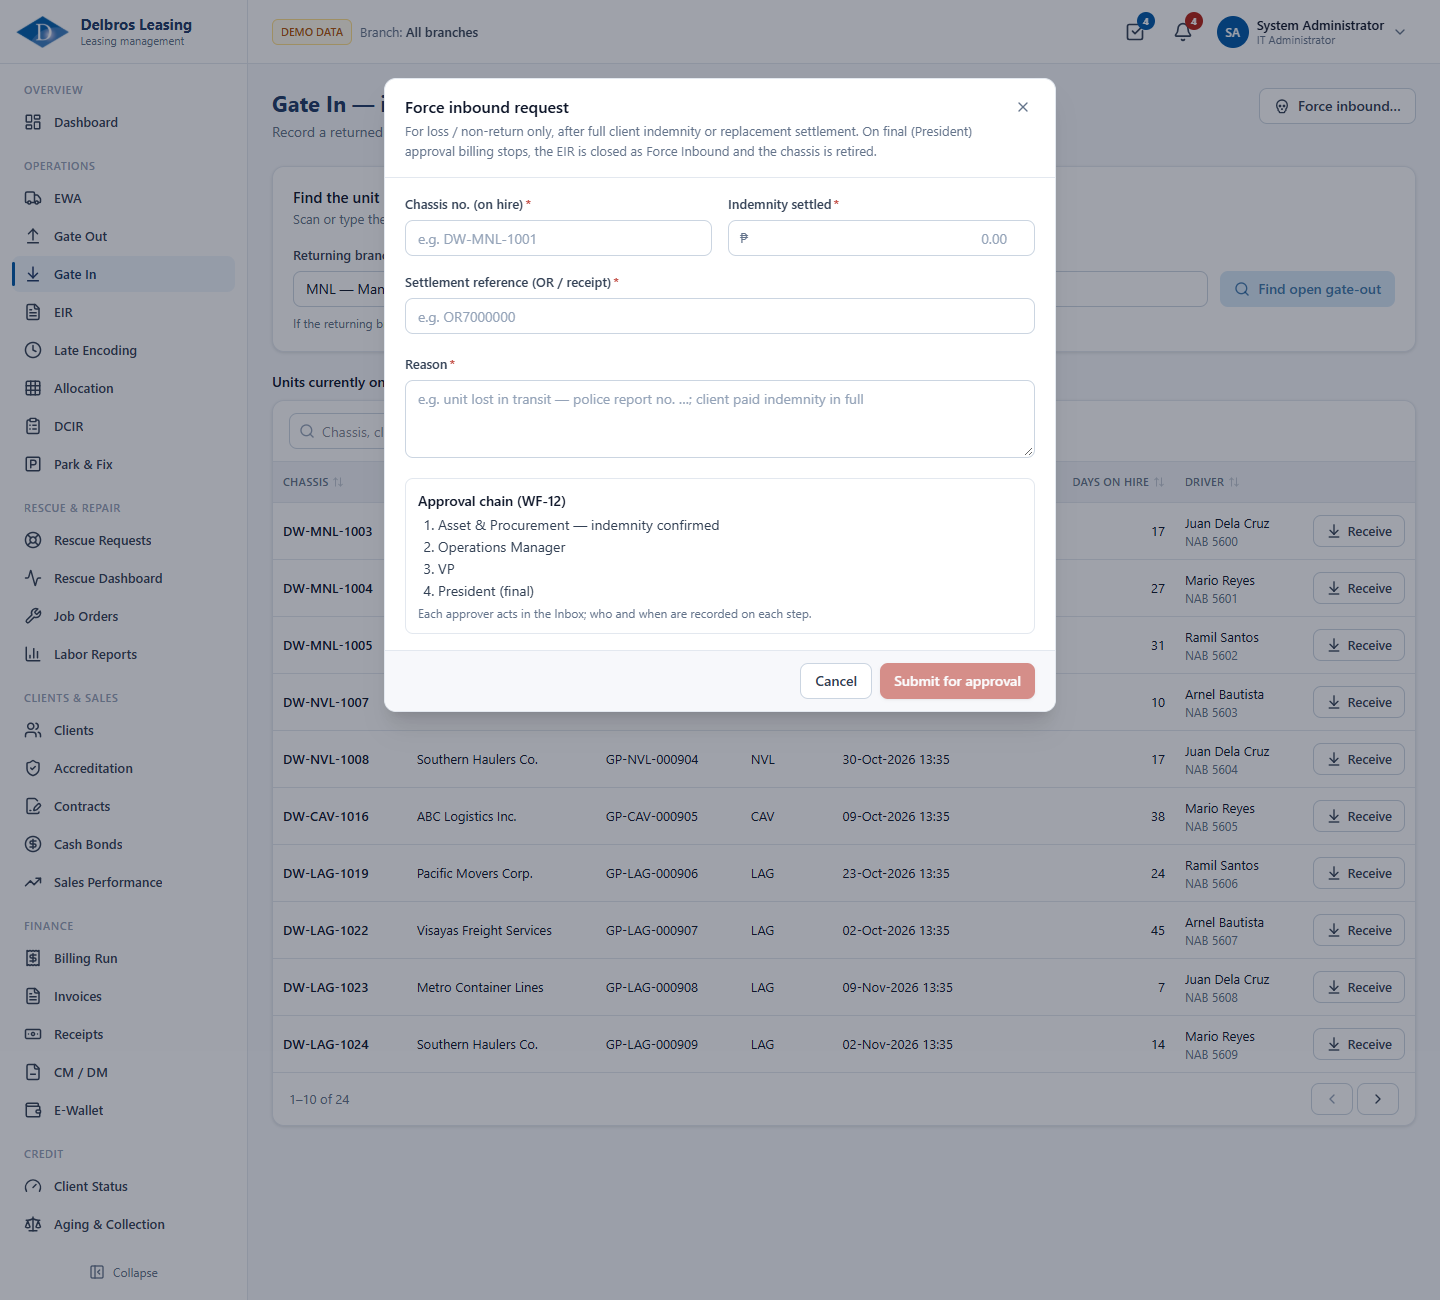 Delbros Leasing
Leasing management
DEMO DATA
Branch: All branches
4
4
SA
System Administrator
IT Administrator
OVERVIEW
Dashboard
OPERATIONS
EWA
Gate Out
Gate In
EIR
Late Encoding
Allocation
DCIR
Park & Fix
RESCUE & REPAIR
Rescue Requests
Rescue Dashboard
Job Orders
Labor Reports
CLIENTS & SALES
Clients
Accreditation
Contracts
Cash Bonds
Sales Performance
FINANCE
Billing Run
Invoices
Receipts
CM / DM
E-Wallet
CREDIT
Client Status
Aging & Collection
Collapse
Gate In —
Record a returned
Force inbound...
Find the unit
Scan or type the
Returning bran
MNL — Man
Find open gate-out
If the returning b
Units currently on
Chassis, cl
CHASSIS DAYS ON HIRE DRIVER
DW-MNL-1003 17 Juan Dela Cruz NAB 5600 Receive
DW-MNL-1004 27 Mario Reyes NAB 5601 Receive
DW-MNL-1005 31 Ramil Santos NAB 5602 Receive
DW-NVL-1007 10 Arnel Bautista NAB 5603 Receive
DW-NVL-1008 Southern Haulers Co. GP-NVL-000904 NVL 30-Oct-2026 13:35 17 Juan Dela Cruz NAB 5604 Receive
DW-CAV-1016 ABC Logistics Inc. GP-CAV-000905 CAV 09-Oct-2026 13:35 38 Mario Reyes NAB 5605 Receive
DW-LAG-1019 Pacific Movers Corp. GP-LAG-000906 LAG 23-Oct-2026 13:35 24 Ramil Santos NAB 5606 Receive
DW-LAG-1022 Visayas Freight Services GP-LAG-000907 LAG 02-Oct-2026 13:35 45 Arnel Bautista NAB 5607 Receive
DW-LAG-1023 Metro Container Lines GP-LAG-000908 LAG 09-Nov-2026 13:35 7 Juan Dela Cruz NAB 5608 Receive
DW-LAG-1024 Southern Haulers Co. GP-LAG-000909 LAG 02-Nov-2026 13:35 14 Mario Reyes NAB 5609 Receive
1–10 of 24
Force inbound request
For loss / non-return only, after full client indemnity or replacement settlement. On final (President)
approval billing stops, the EIR is closed as Force Inbound and the chassis is retired.
Chassis no. (on hire) * Indemnity settled *
e.g. DW-MNL-1001 ₱ 0.00
Settlement reference (OR / receipt) *
e.g. OR7000000
Reason *
e.g. unit lost in transit — police report no. ...; client paid indemnity in full
Approval chain (WF-12)
1. Asset & Procurement — indemnity confirmed
2. Operations Manager
3. VP
4. President (final)
Each approver acts in the Inbox; who and when are recorded on each step.
Cancel Submit for approval